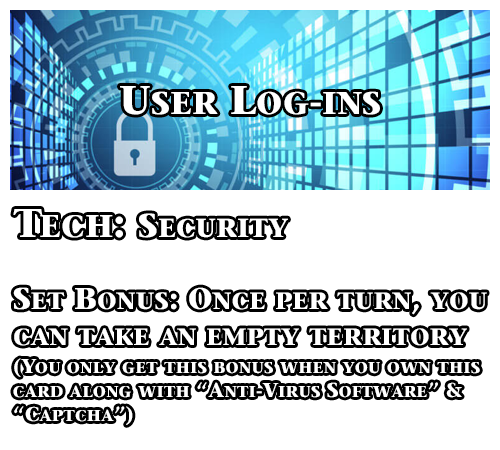 User Log-ins
Tech: Security
Set Bonus: Once per turn, you
can take an empty territory
(You only get this bonus when you own this
card along with “Anti-Virus Software” &
“Captcha”)